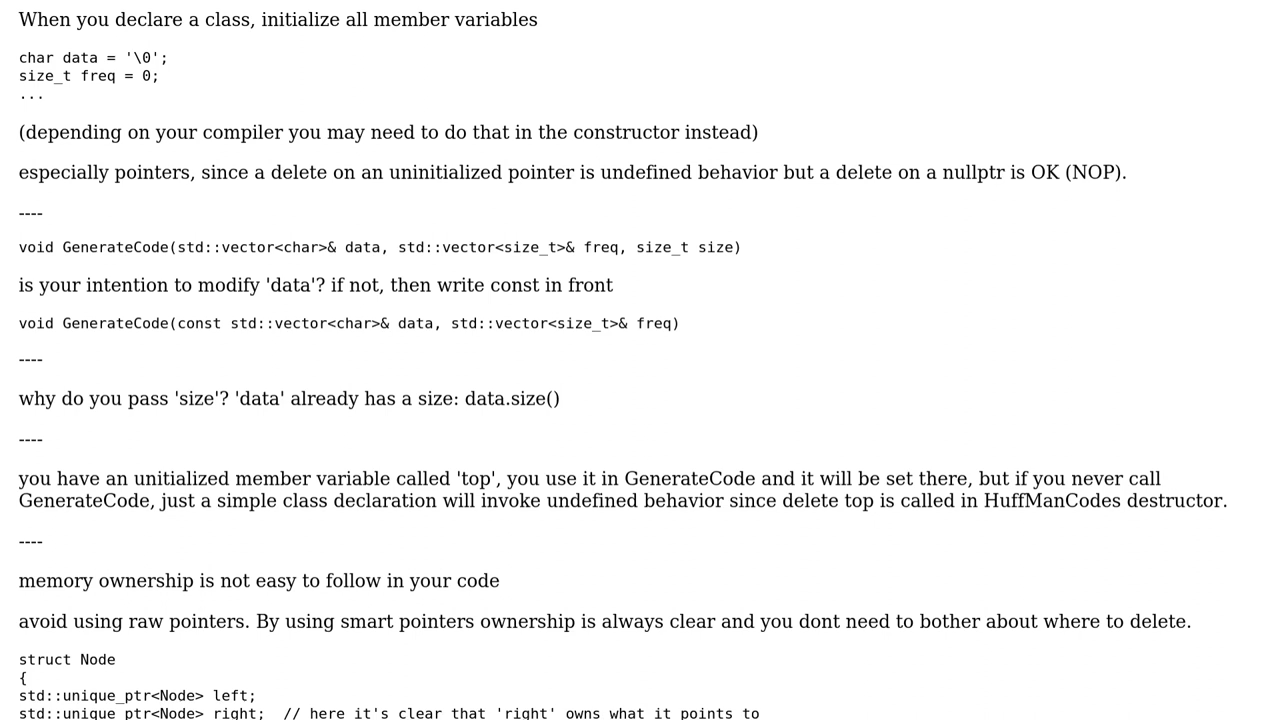 When you declare a class, initialize all member variables
char data = '\0';
size_t freq = 0;
...
(depending on your compiler you may need to do that in the constructor instead)
especially pointers, since a delete on an uninitialized pointer is undefined behavior but a delete on a nullptr is OK (NOP).
----
void GenerateCode(std::vector<char>& data, std::vector<size_t>& freq, size_t size)
is your intention to modify 'data'? if not, then write const in front
void GenerateCode(const std::vector<char>& data, std::vector<size_t>& freq)
----
why do you pass 'size'? 'data' already has a size: data.size()
----
you have an unitialized member variable called 'top', you use it in GenerateCode and it will be set there, but if you never call
GenerateCode, just a simple class declaration will invoke undefined behavior since delete top is called in HuffManCodes destructor.
----
memory ownership is not easy to follow in your code
avoid using raw pointers. By using smart pointers ownership is always clear and you dont need to bother about where to delete.
struct Node
{
std::unique_ptr<Node> left;
std::unique_ptr<Node> right;  // here it's clear that 'right' owns what it points to